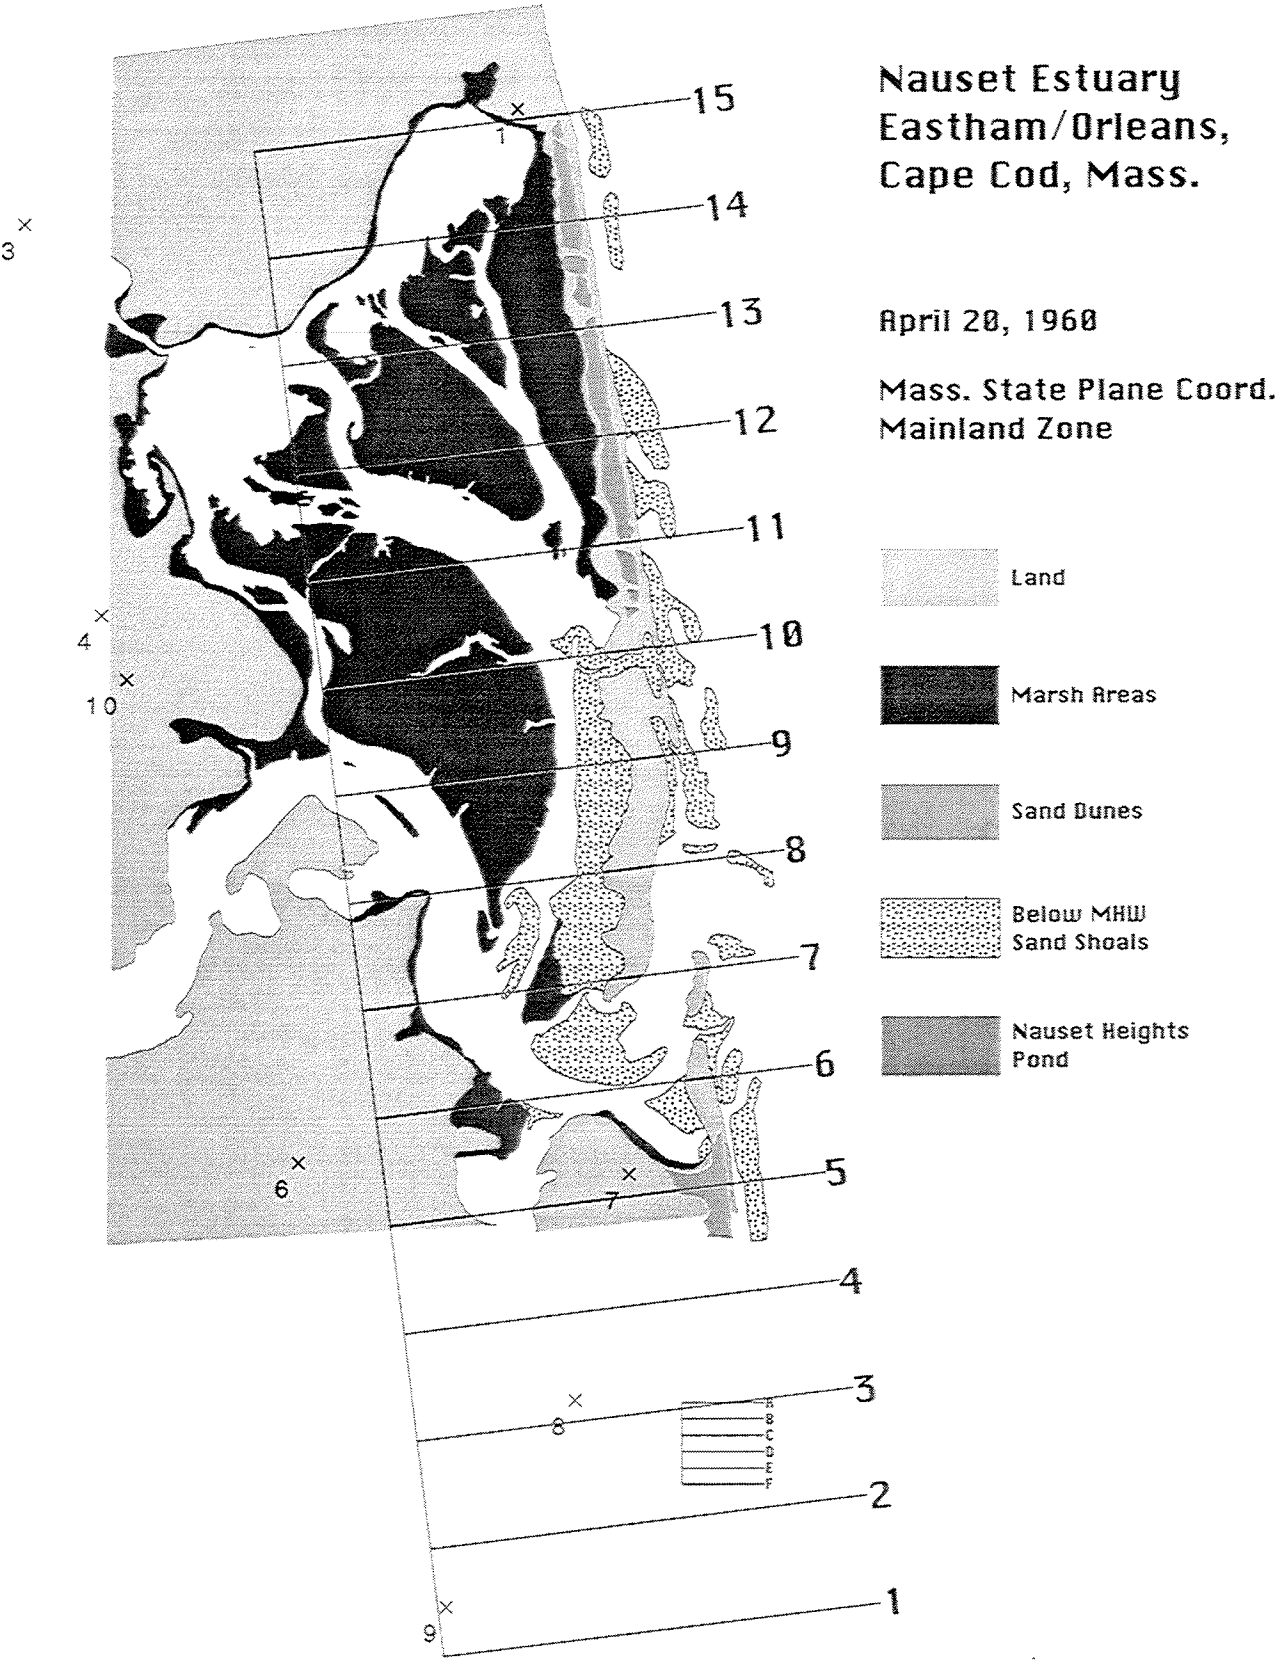 Nauset Estuary
Eastham/Orleans,
Cape Cod, Mass.
April 20, 1960
Mass. State Plane Coord.
Mainland Zone
Land
Marsh Areas
Sand Dunes
Below MHW
Sand Shoals
Nauset Heights
Pond
15
1
14
3
13
12
11
4
10
10
9
8
7
6
6
7
5
4
3
8
A
B
C
D
E
F
2
9
1